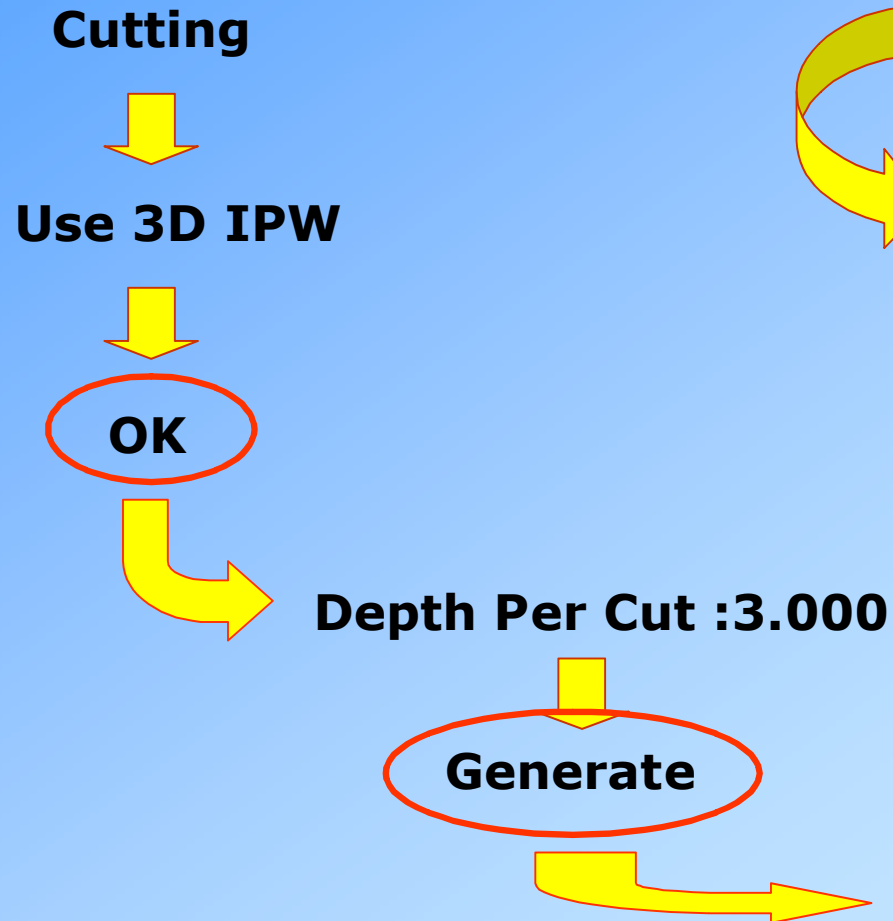 Cutting
Use 3D IPW
OK
Depth Per Cut :3.000
Generate